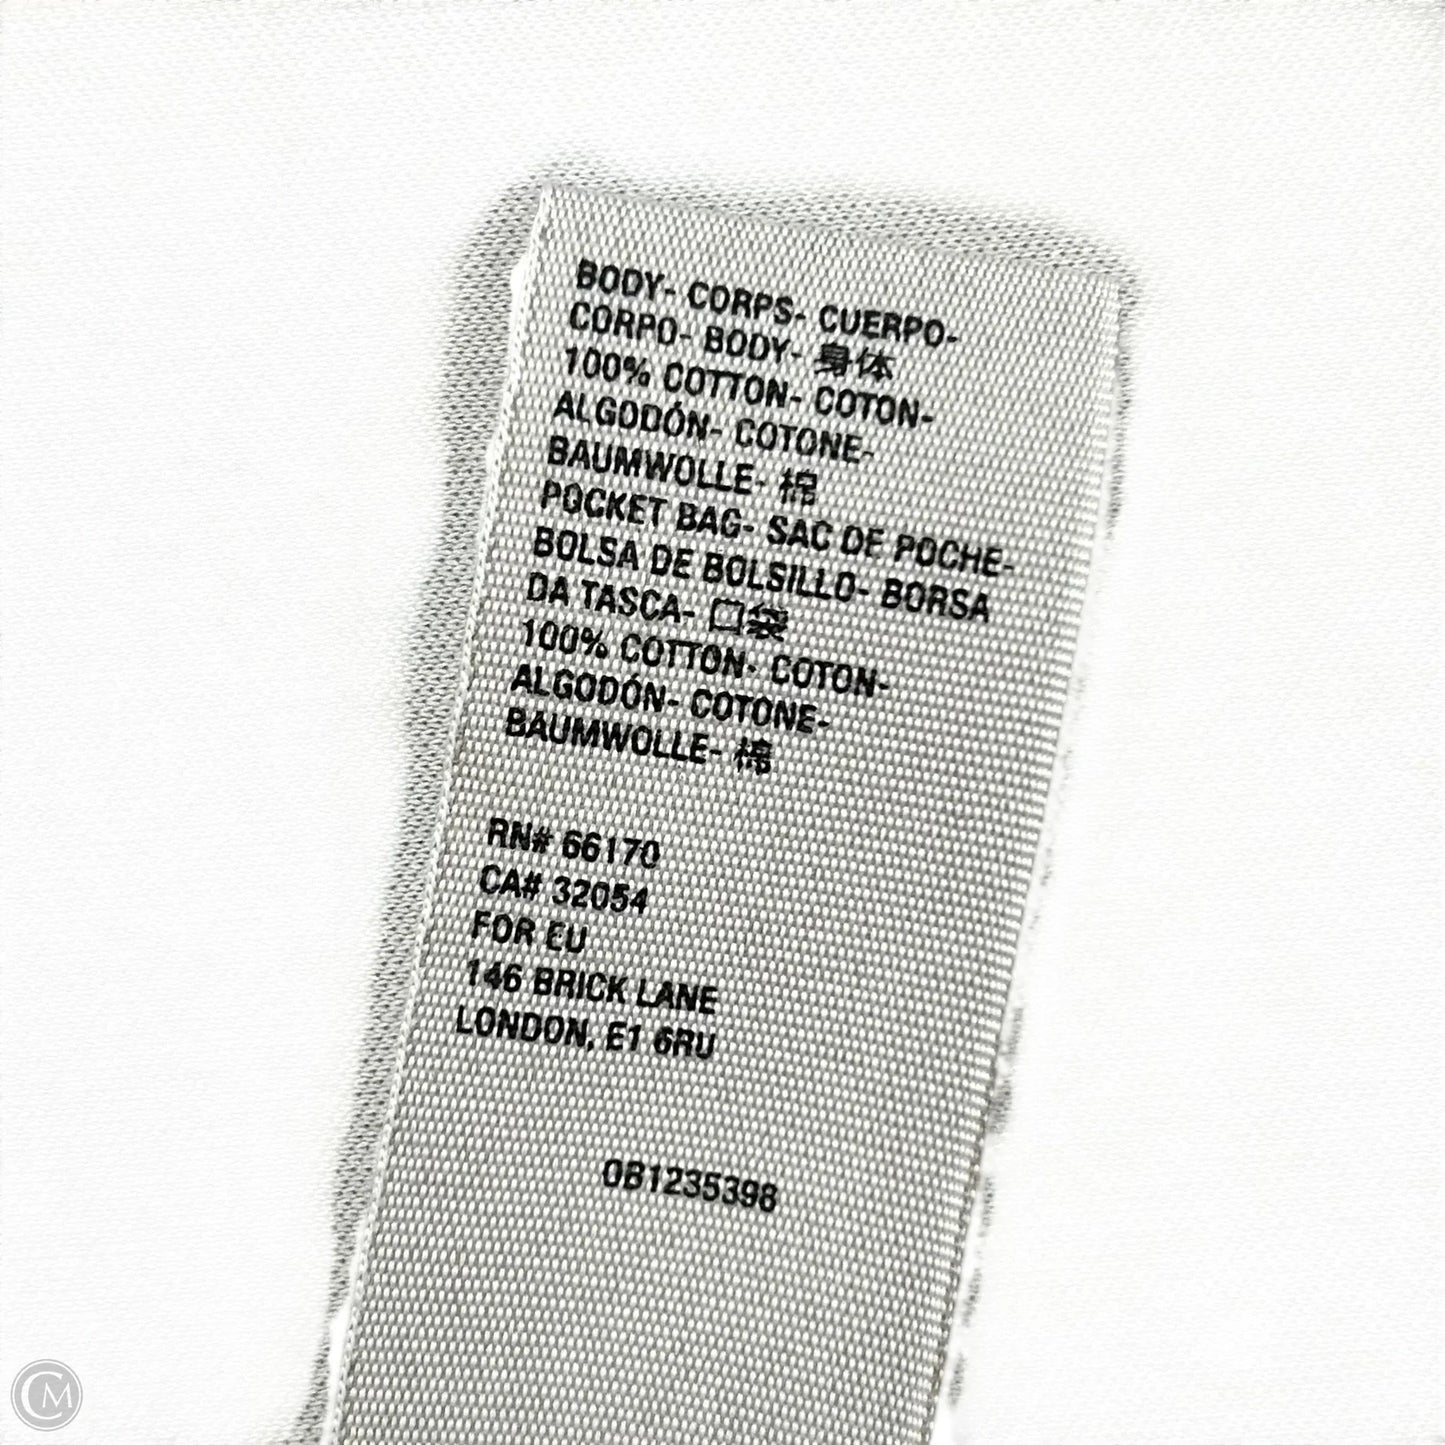 BODY- CORPS- CUERPO-
CORPO- BODY- 身体
100% COTTON- COTON-
ALGODÓN- COTONE-
BAUMWOLLE- 棉
POCKET BAG- SAC DE POCHE-
BOLSA DE BOLSILLO- BORSA
DA TASCA- 口袋
100% COTTON- COTON-
ALGODÓN- COTONE-
BAUMWOLLE- 棉
RN# 66170
CA# 32054
FOR EU
146 BRICK LANE
LONDON, E1 6RU
0B1235398
CM